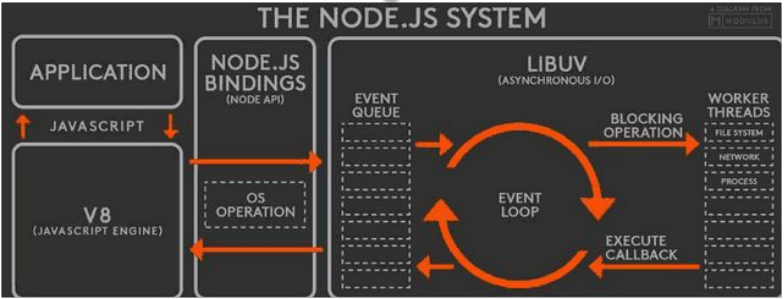 THE NODE.JS SYSTEM
A DIAGRAM FROM
MODULUS
APPLICATION
JAVASCRIPT
V8
(JAVASCRIPT ENGINE)
NODE.JS
BINDINGS
(NODE API)
OS
OPERATION
LIBUV
(ASYNCHRONOUS I/O)
EVENT
QUEUE
EVENT
LOOP
BLOCKING
OPERATION
EXECUTE
CALLBACK
WORKER
THREADS
FILE SYSTEM
NETWORK
PROCESS